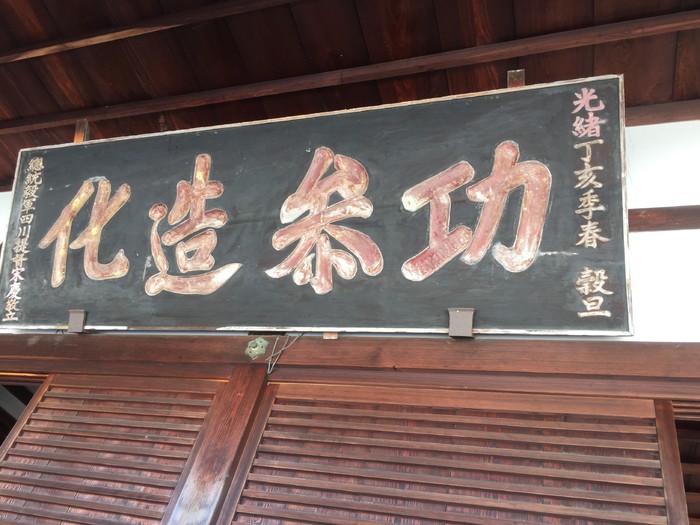 光緒丁亥季春 穀旦
功参造化
總統毅軍四川提督宋慶敬立